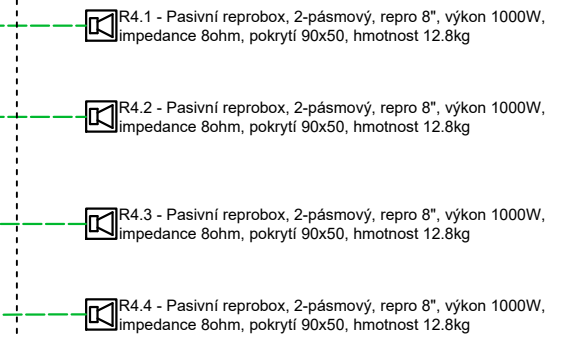 R4.1 - Pasivní reprobox, 2-pásmový, repro 8", výkon 1000W,
impedance 8ohm, pokrytí 90x50, hmotnost 12.8kg
R4.2 - Pasivní reprobox, 2-pásmový, repro 8", výkon 1000W,
impedance 8ohm, pokrytí 90x50, hmotnost 12.8kg
R4.3 - Pasivní reprobox, 2-pásmový, repro 8", výkon 1000W,
impedance 8ohm, pokrytí 90x50, hmotnost 12.8kg
R4.4 - Pasivní reprobox, 2-pásmový, repro 8", výkon 1000W,
impedance 8ohm, pokrytí 90x50, hmotnost 12.8kg